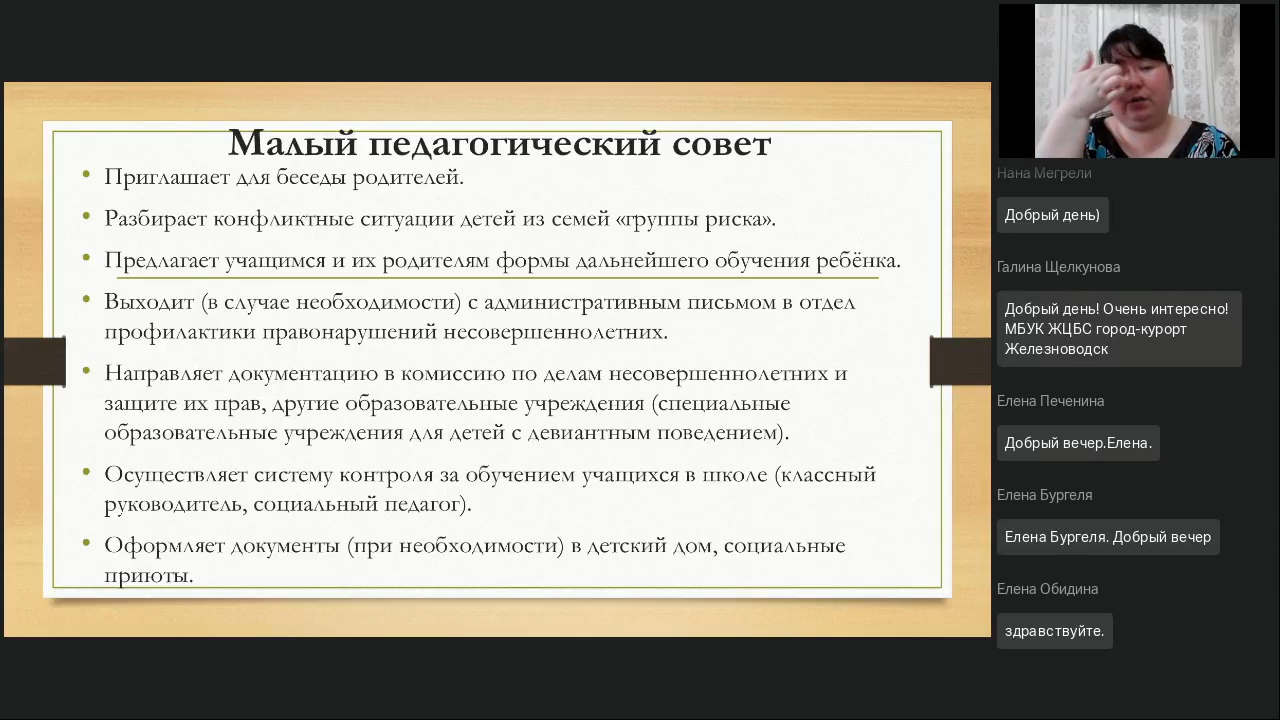 Малый педагогический совет
• Приглашает для беседы родителей.
• Разбирает конфликтные ситуации детей из семей «группы риска».
• Предлагает учащимся и их родителям формы дальнейшего обучения ребёнка.
• Выходит (в случае необходимости) с административным письмом в отдел
профилактики правонарушений несовершеннолетних.
• Направляет документацию в комиссию по делам несовершеннолетних и
защите их прав, другие образовательные учреждения (специальные
образовательные учреждения для детей с девиантным поведением).
• Осуществляет систему контроля за обучением учащихся в школе (классный
руководитель, социальный педагог).
• Оформляет документы (при необходимости) в детский дом, социальные
приюты.
Нана Мегрели
Добрый день)
Галина Щелкунова
Добрый день! Очень интересно!
МБУК ЖЦБС город-курорт
Железноводск
Елена Печенина
Добрый вечер.Елена.
Елена Бургеля
Елена Бургеля. Добрый вечер
Елена Обидина
здравствуйте.